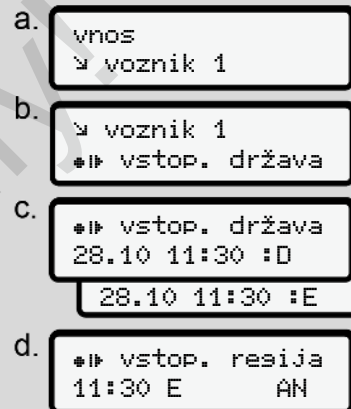 a.
vnos
voznik 1
b.
voznik 1
vstop. država
c.
vstop. država
28.10 11:30 :D
28.10 11:30 :E
d.
vstop. regija
11:30 E AN